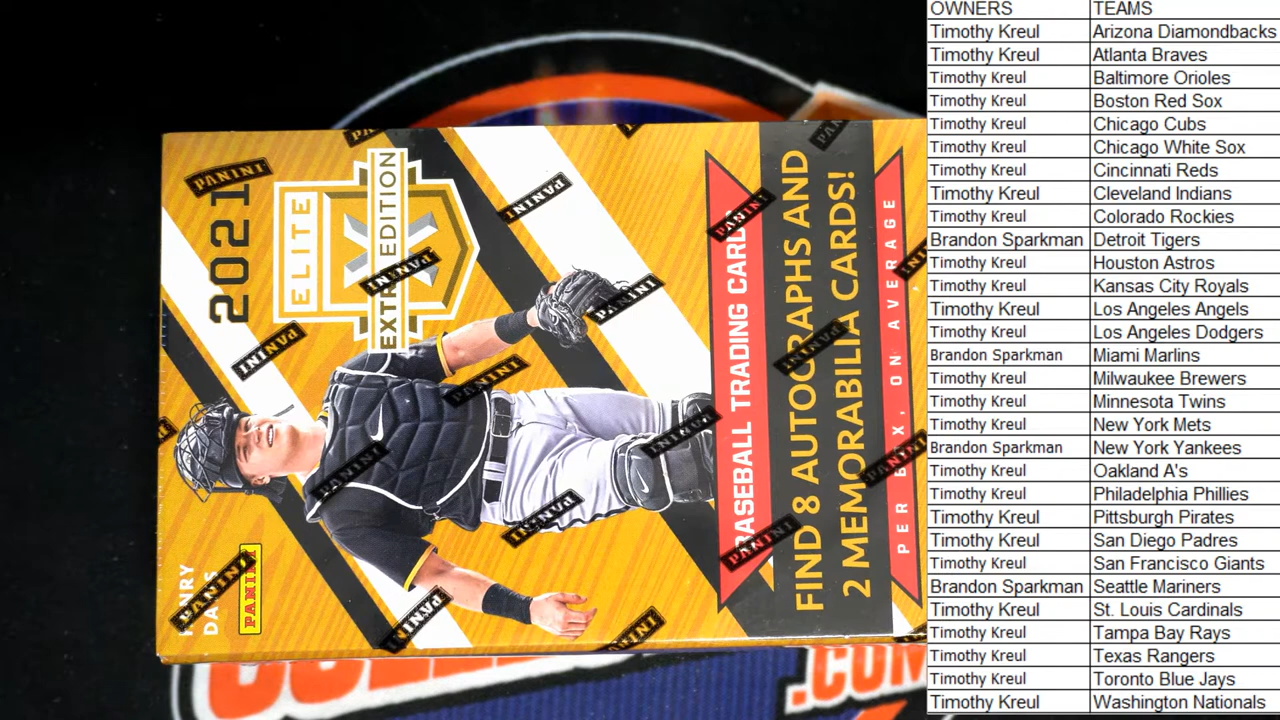 2021
ELITE
EXTRA EDITION
PANINI
BASEBALL TRADING CARDS
FIND 8 AUTOGRAPHS AND
2 MEMORABILIA CARDS!
PER BOX, ON AVERAGE
HENRY
DAVIS
PANINI
.COM
OWNERS TEAMS
Timothy Kreul Arizona Diamondbacks
Timothy Kreul Atlanta Braves
Timothy Kreul Baltimore Orioles
Timothy Kreul Boston Red Sox
Timothy Kreul Chicago Cubs
Timothy Kreul Chicago White Sox
Timothy Kreul Cincinnati Reds
Timothy Kreul Cleveland Indians
Timothy Kreul Colorado Rockies
Brandon Sparkman Detroit Tigers
Timothy Kreul Houston Astros
Timothy Kreul Kansas City Royals
Timothy Kreul Los Angeles Angels
Timothy Kreul Los Angeles Dodgers
Brandon Sparkman Miami Marlins
Timothy Kreul Milwaukee Brewers
Timothy Kreul Minnesota Twins
Timothy Kreul New York Mets
Brandon Sparkman New York Yankees
Timothy Kreul Oakland A's
Timothy Kreul Philadelphia Phillies
Timothy Kreul Pittsburgh Pirates
Timothy Kreul San Diego Padres
Timothy Kreul San Francisco Giants
Brandon Sparkman Seattle Mariners
Timothy Kreul St. Louis Cardinals
Timothy Kreul Tampa Bay Rays
Timothy Kreul Texas Rangers
Timothy Kreul Toronto Blue Jays
Timothy Kreul Washington Nationals